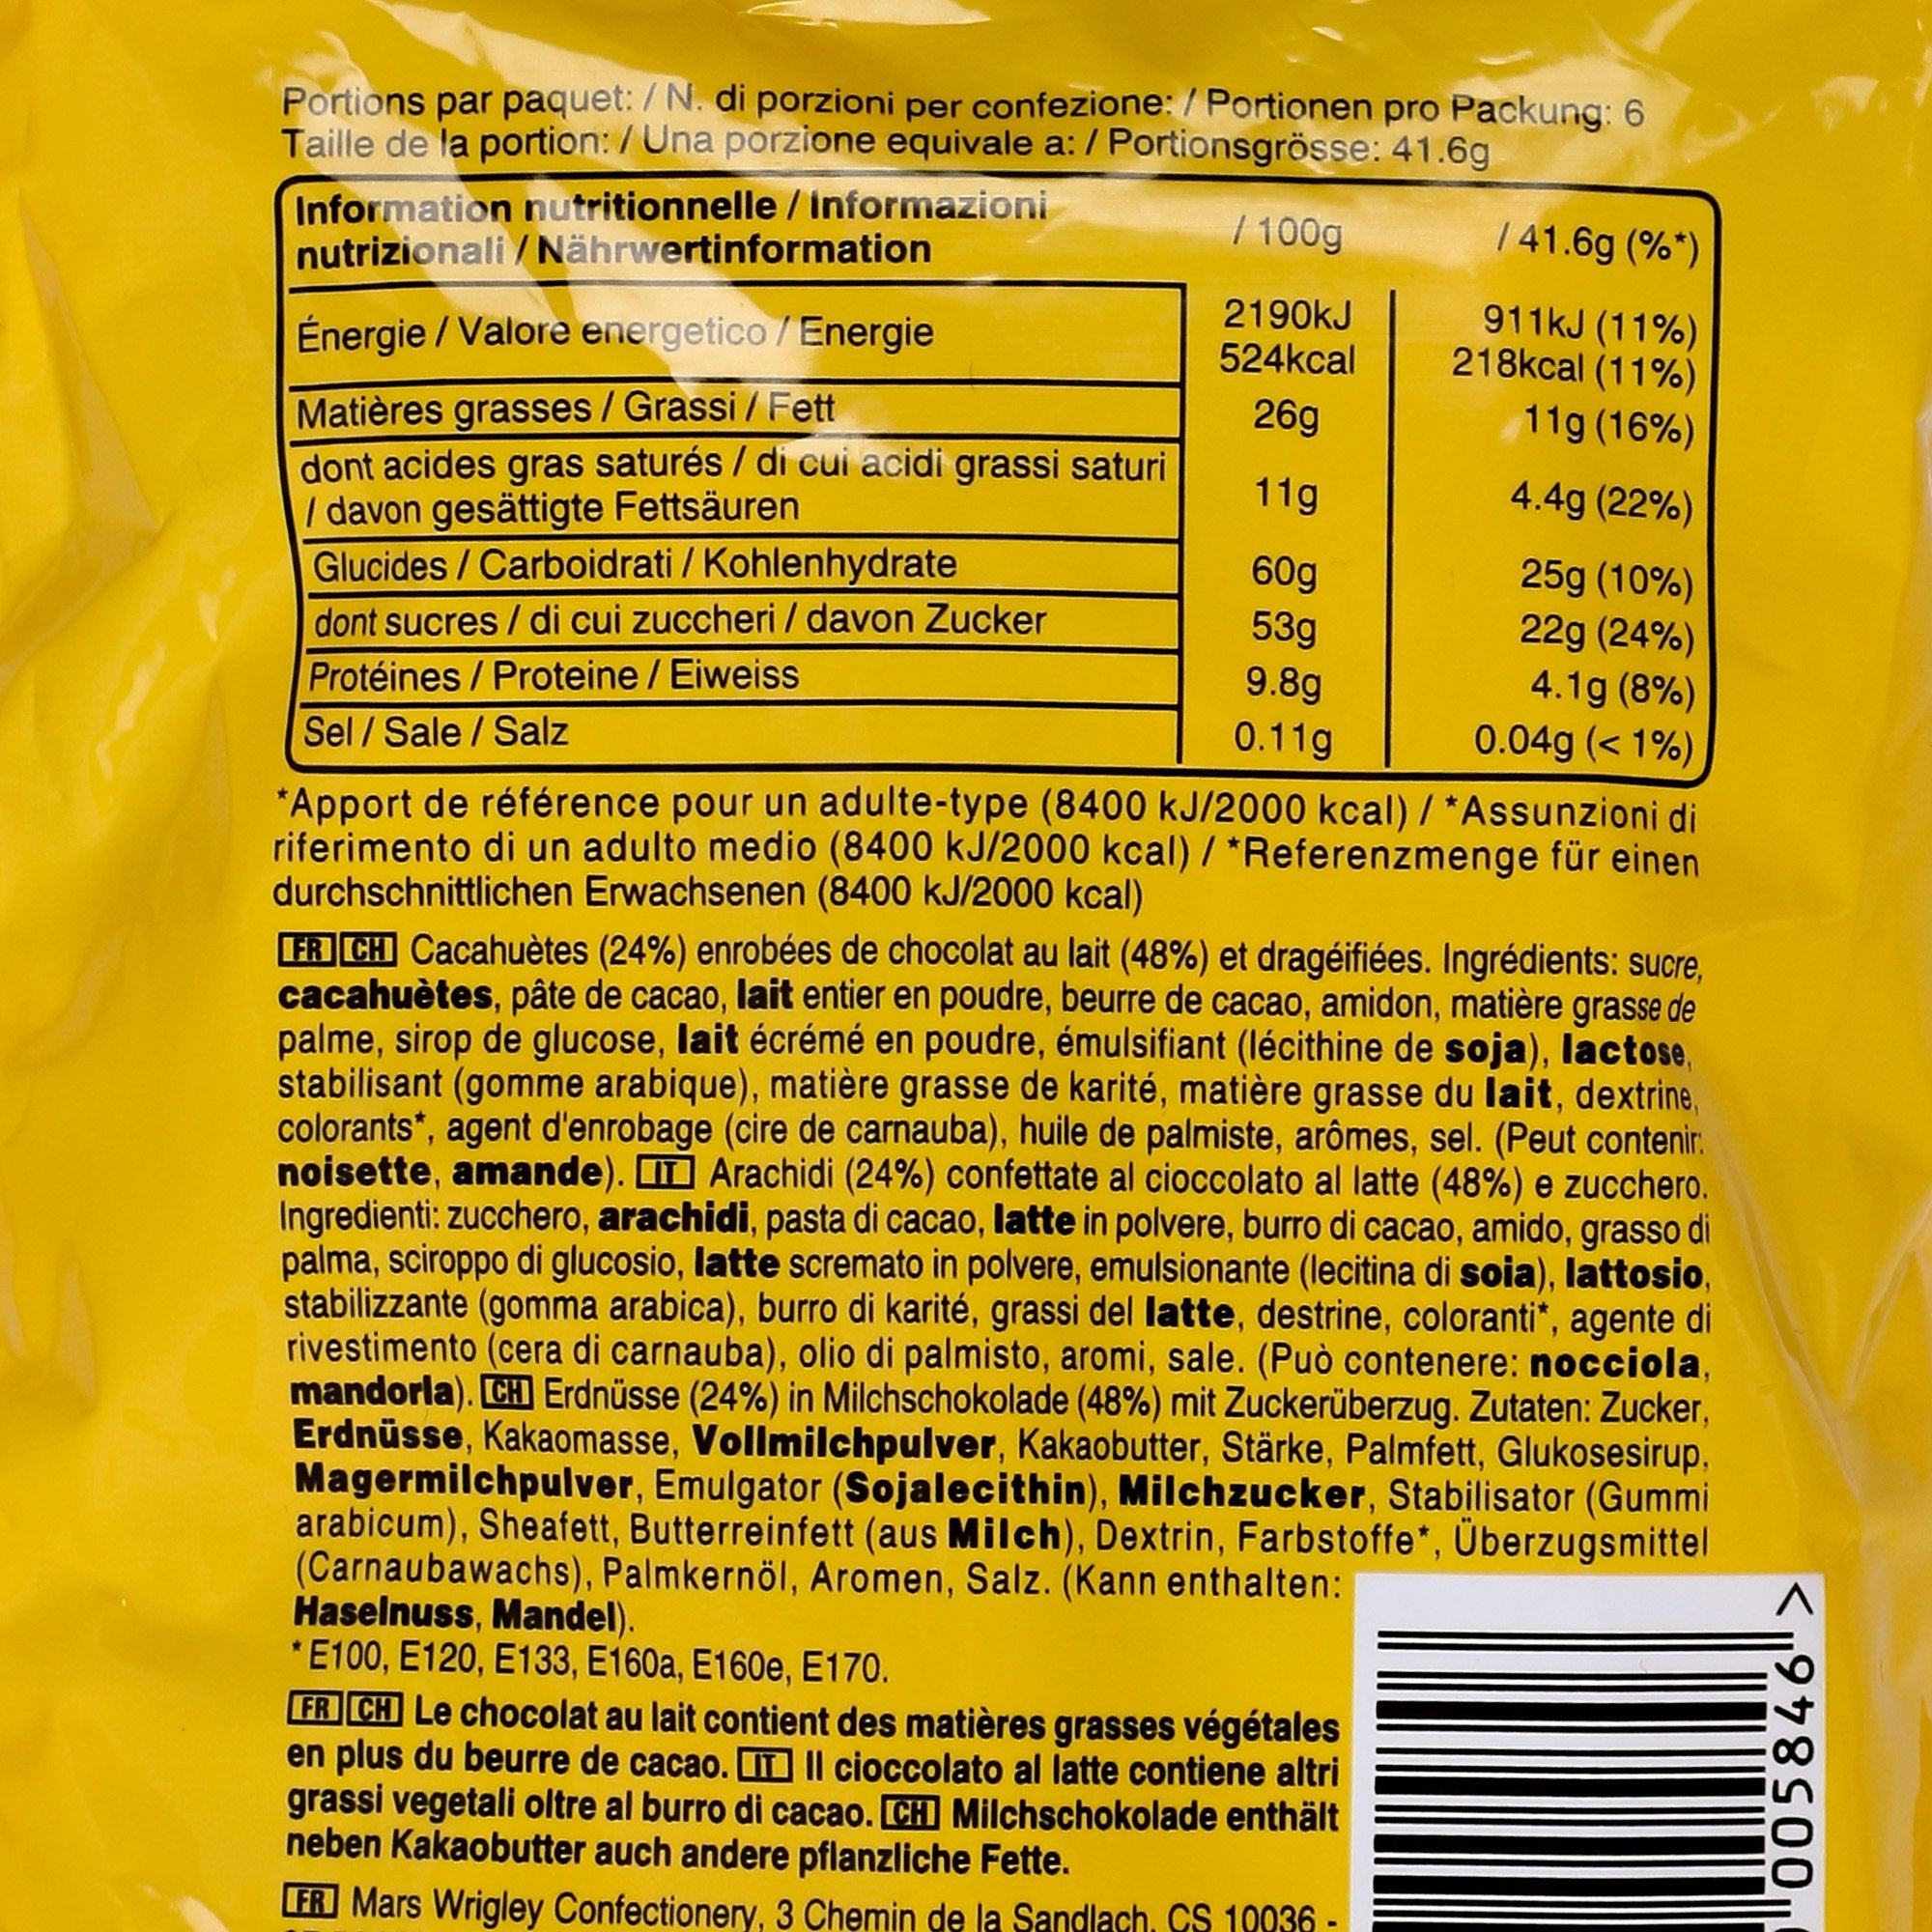 Portions par paquet: / N. di porzioni per confezione: / Portionen pro Packung: 6
Taille de la portion: / Una porzione equivale a: / Portionsgrösse: 41.6g
Information nutritionnelle / Informazioni
nutrizionali / Nährwertinformation
/ 100g
/ 41.6g (%*)
Énergie / Valore energetico / Energie
2190kJ
524kcal
911kJ (11%)
218kcal (11%)
Matières grasses / Grassi / Fett
26g
11g (16%)
dont acides gras saturés / di cui acidi grassi saturi
/ davon gesättigte Fettsäuren
11g
4.4g (22%)
Glucides / Carboidrati / Kohlenhydrate
60g
25g (10%)
dont sucres / di cui zuccheri / davon Zucker
53g
22g (24%)
Protéines / Proteine / Eiweiss
9.8g
4.1g (8%)
Sel / Sale / Salz
0.11g
0.04g (< 1%)
*Apport de référence pour un adulte-type (8400 kJ/2000 kcal) / *Assunzioni di
riferimento di un adulto medio (8400 kJ/2000 kcal) / *Referenzmenge für einen
durchschnittlichen Erwachsenen (8400 kJ/2000 kcal)
FR CH Cacahuètes (24%) enrobées de chocolat au lait (48%) et dragéifiées. Ingrédients: sucre,
cacahuètes, pâte de cacao, lait entier en poudre, beurre de cacao, amidon, matière grasse de
palme, sirop de glucose, lait écrémé en poudre, émulsifiant (lécithine de soja), lactose,
stabilisant (gomme arabique), matière grasse de karité, matière grasse du lait, dextrine,
colorants*, agent d'enrobage (cire de carnauba), huile de palmiste, arômes, sel. (Peut contenir:
noisette, amande). IT Arachidi (24%) confettate al cioccolato al latte (48%) e zucchero.
Ingredienti: zucchero, arachidi, pasta di cacao, latte in polvere, burro di cacao, amido, grasso di
palma, sciroppo di glucosio, latte scremato in polvere, emulsionante (lecitina di soia), lattosio,
stabilizzante (gomma arabica), burro di karité, grassi del latte, destrine, coloranti*, agente di
rivestimento (cera di carnauba), olio di palmisto, aromi, sale. (Può contenere: nocciola,
mandorla). CH Erdnüsse (24%) in Milchschokolade (48%) mit Zuckerüberzug. Zutaten: Zucker,
Erdnüsse, Kakaomasse, Vollmilchpulver, Kakaobutter, Stärke, Palmfett, Glukosesirup,
Magermilchpulver, Emulgator (Sojalecithin), Milchzucker, Stabilisator (Gummi
arabicum), Sheafett, Butterreinfett (aus Milch), Dextrin, Farbstoffe*, Überzugsmittel
(Carnaubawachs), Palmkernöl, Aromen, Salz. (Kann enthalten:
Haselnuss, Mandel).
*E100, E120, E133, E160a, E160e, E170.
FR CH Le chocolat au lait contient des matières grasses végétales
en plus du beurre de cacao. IT Il cioccolato al latte contiene altri
grassi vegetali oltre al burro di cacao. CH Milchschokolade enthält
neben Kakaobutter auch andere pflanzliche Fette.
FR Mars Wrigley Confectionery, 3 Chemin de la Sandlach, CS 10036 -
005846 >